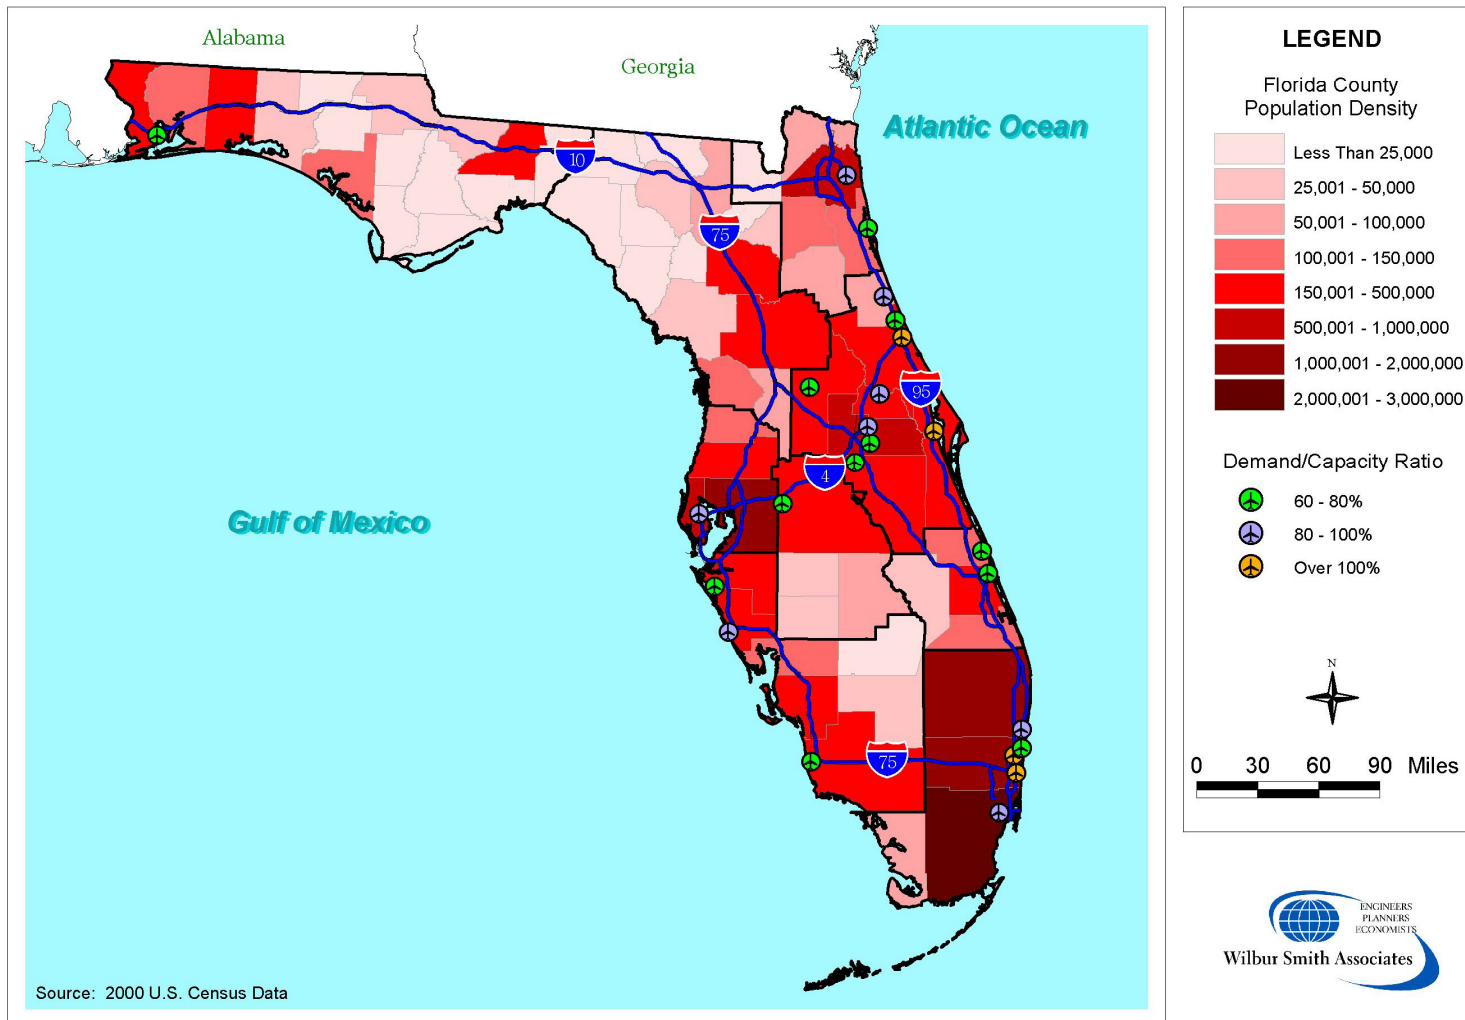 Alabama
Georgia
Atlantic Ocean
10
75
95
4
Gulf of Mexico
75
Source: 2000 U.S. Census Data
LEGEND
Florida County
Population Density
Less Than 25,000
25,001 - 50,000
50,001 - 100,000
100,001 - 150,000
150,001 - 500,000
500,001 - 1,000,000
1,000,001 - 2,000,000
2,000,001 - 3,000,000
Demand/Capacity Ratio
60 - 80%
80 - 100%
Over 100%
N
0 30 60 90 Miles
ENGINEERS
PLANNERS
ECONOMISTS
Wilbur Smith Associates